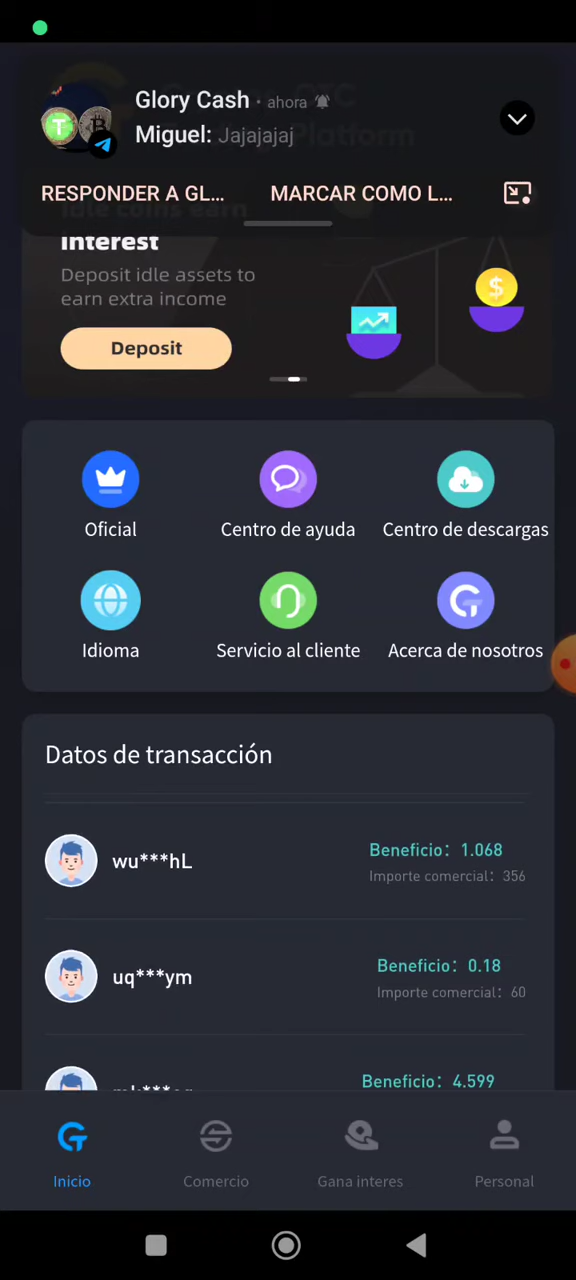 Glory Cash · ahora
Miguel: Jajajajaj
RESPONDER A GL...
MARCAR COMO L...
Idle coins earn
interest
Deposit idle assets to
earn extra income
Deposit
Oficial
Centro de ayuda
Centro de descargas
Idioma
Servicio al cliente
Acerca de nosotros
Datos de transacción
wu***hL
Beneficio: 1.068
Importe comercial: 356
uq***ym
Beneficio: 0.18
Importe comercial: 60
Beneficio: 4.599
Inicio
Comercio
Gana interes
Personal